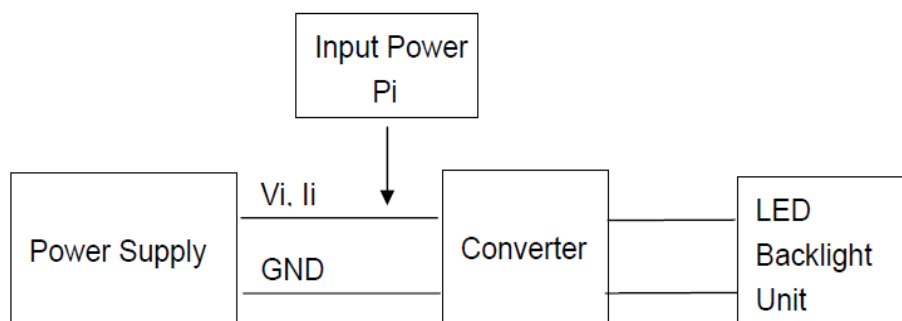 Input Power
Pi
Vi, Ii
Power Supply
GND
Converter
LED
Backlight
Unit